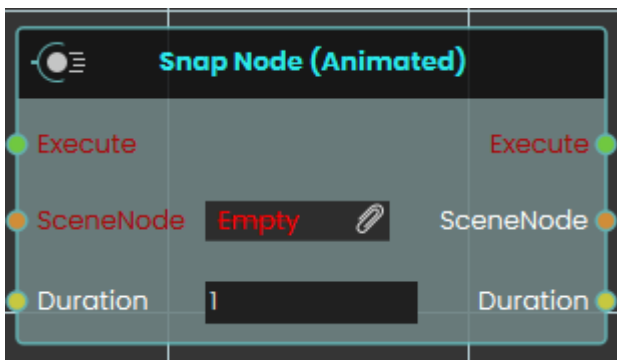 Snap Node (Animated)
Execute Execute
SceneNode Empty SceneNode
Duration 1 Duration